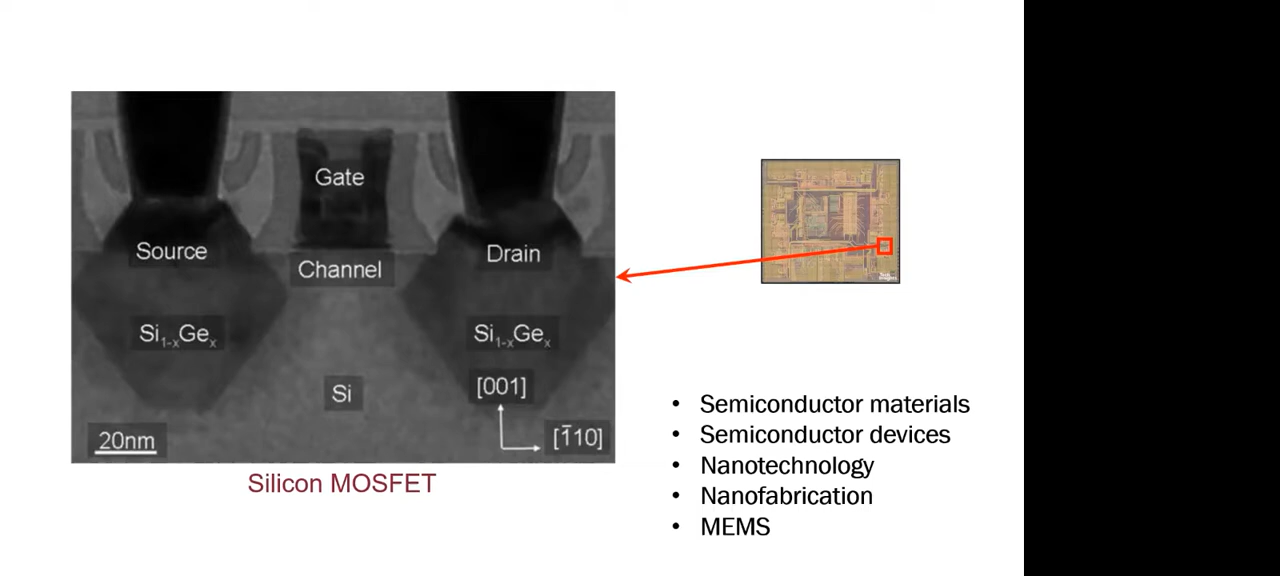 Gate
Source
Drain
Channel
Si₁₋ₓGeₓ
Si₁₋ₓGeₓ
[001]
Si
20nm
[1̄10]
Silicon MOSFET
• Semiconductor materials
• Semiconductor devices
• Nanotechnology
• Nanofabrication
• MEMS